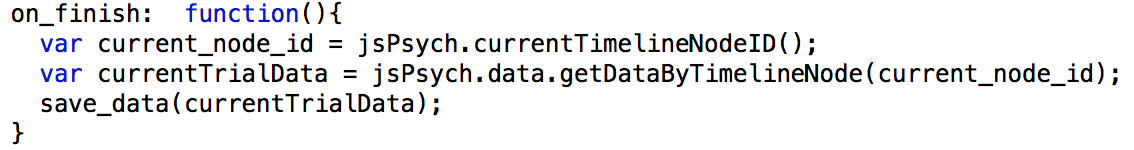 on_finish:  function(){
  var current_node_id = jsPsych.currentTimelineNodeID();
  var currentTrialData = jsPsych.data.getDataByTimelineNode(current_node_id);
  save_data(currentTrialData);
}